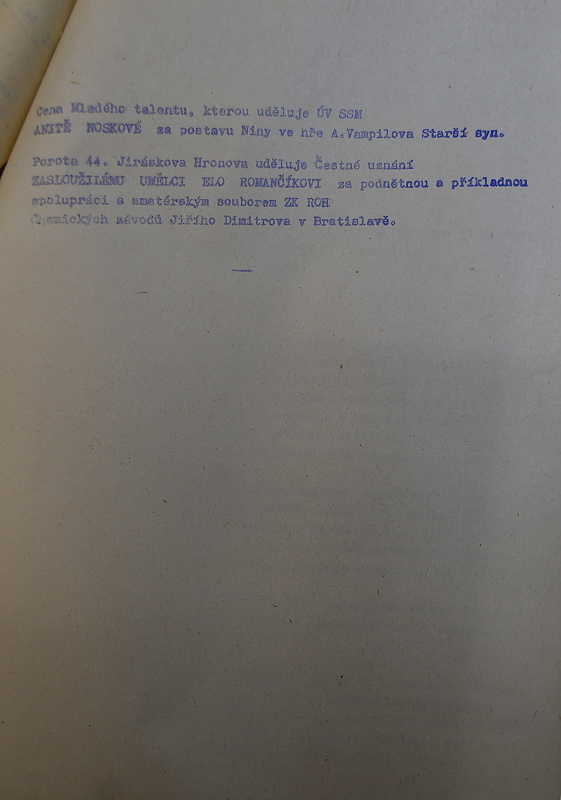 Cena Mladého talentu, kterou uděluje ÚV SSM
ANITĚ NOSKOVÉ za postavu Niny ve hře A.Vampilova Starší syn.
Porota 44. Jiráskova Hronova uděluje Čestné uznání
ZASLOUŽILÉMU UMĚLCI ELO ROMANČÍKOVI za podnětnou a příkladnou
spolupráci s amatérským souborem ZK ROH
Chemických závodů Jiřího Dimitrova v Bratislavě.